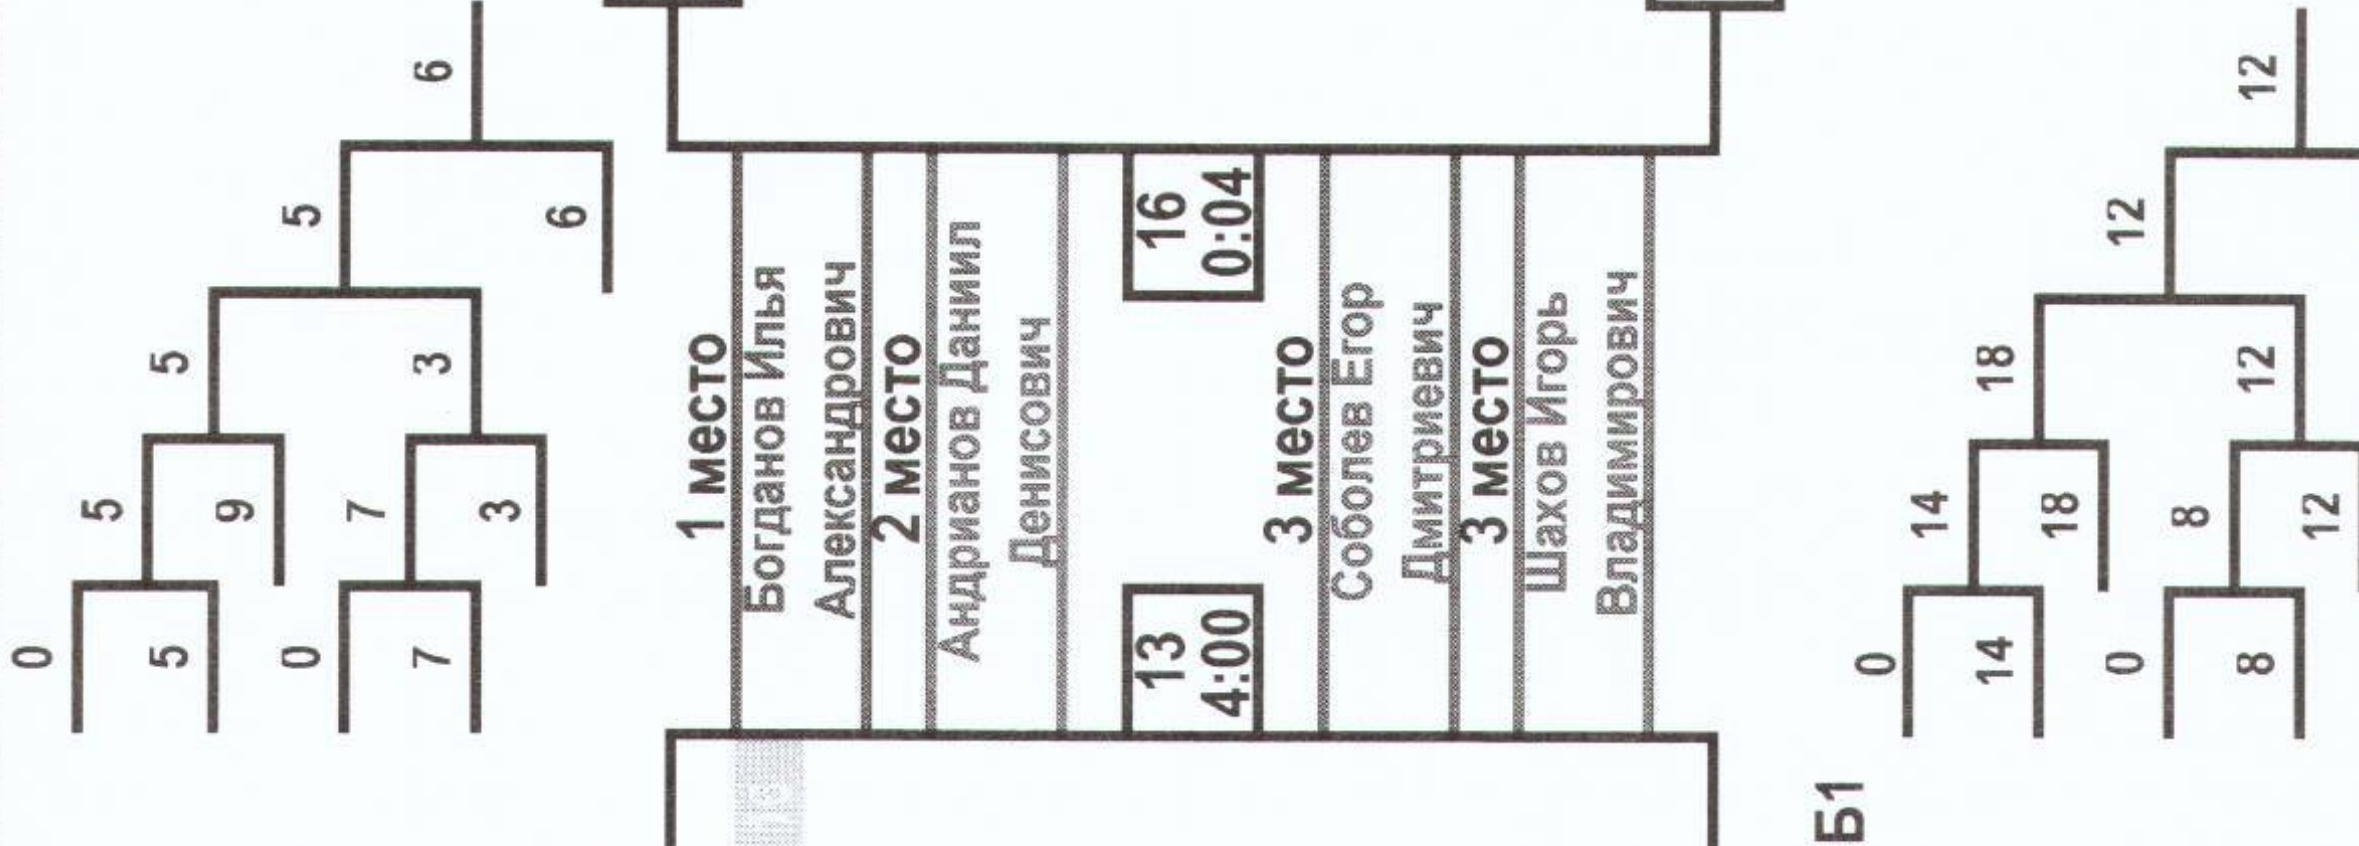 0
5
5 5
9
0 5
7
7 3 6
3
6
1 место
Богданов Илья
Александрович
2 место
Андрианов Даниил
Денисович
13 16
4:00 0:04
3 место
Соболев Егор
Дмитриевич
3 место
Шахов Игорь
Владимирович
Б1
0
14
14 18
18
0 12
8
8 12 12
12